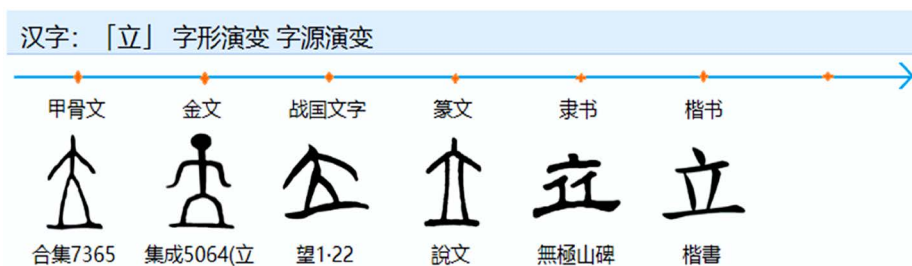 汉字：「立」 字形演变 字源演变
甲骨文 金文 战国文字 篆文 隶书 楷书
合集7365 集成5064(立 望1·22 說文 無極山碑 楷書